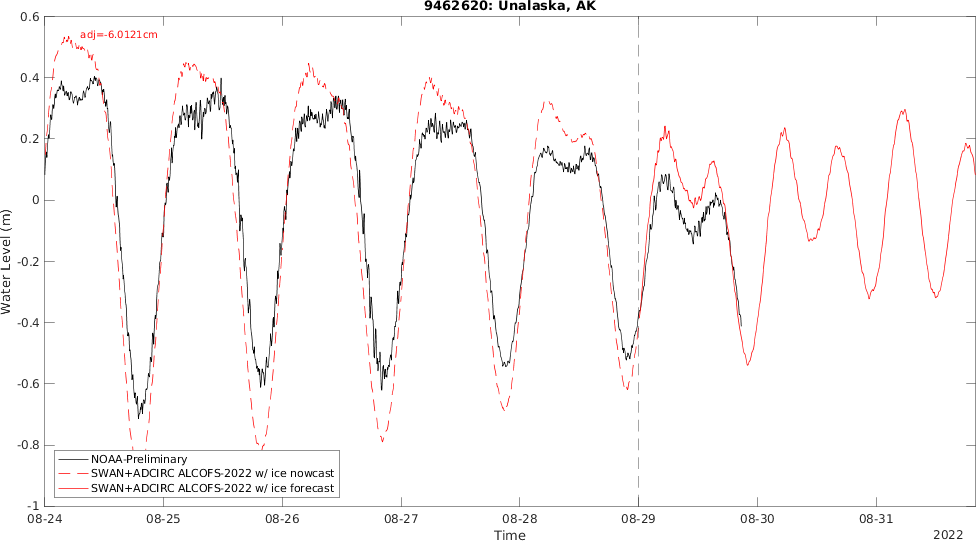 9462620: Unalaska, AK
adj=-6.0121cm
0.6
0.4
0.2
0
-0.2
-0.4
-0.6
-0.8
-1
Water Level (m)
NOAA-Preliminary
SWAN+ADCIRC ALCOFS-2022 w/ ice nowcast
SWAN+ADCIRC ALCOFS-2022 w/ ice forecast
08-24 08-25 08-26 08-27 08-28 08-29 08-30 08-31
Time
2022